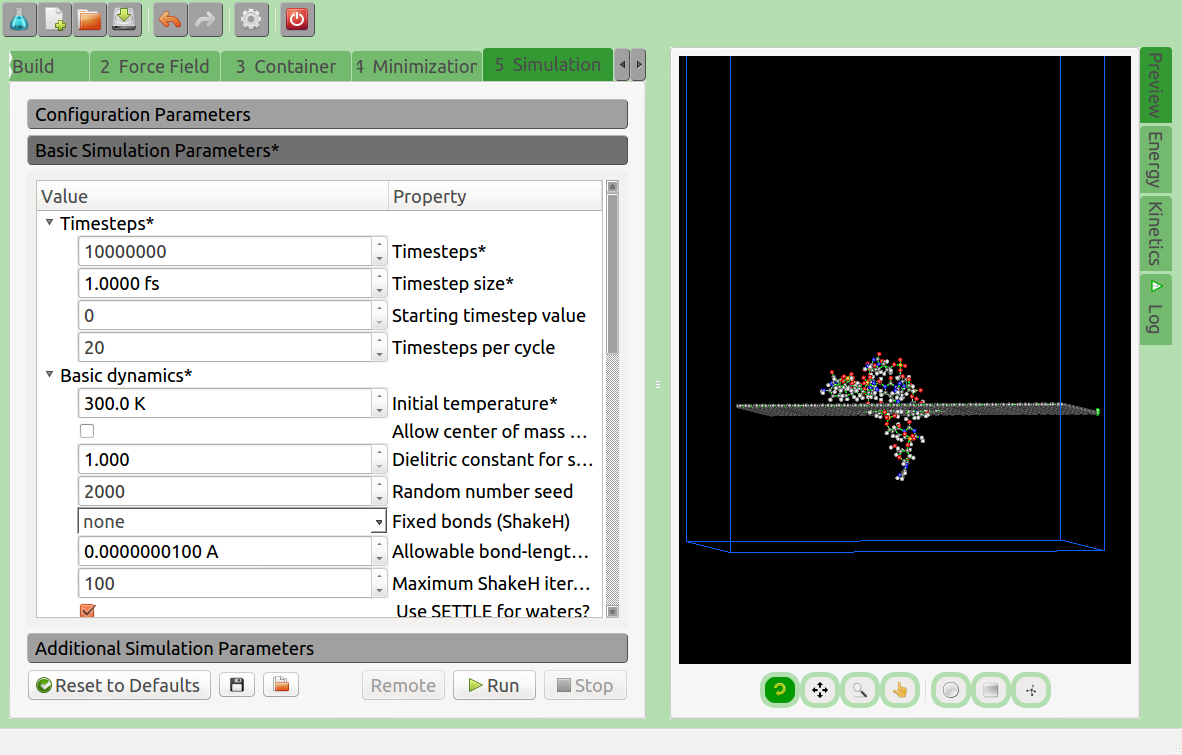 Build
2 Force Field
3 Container
4 Minimization
5 Simulation
Configuration Parameters
Basic Simulation Parameters*
Value Property
Timesteps*
10000000 Timesteps*
1.0000 fs Timestep size*
0 Starting timestep value
20 Timesteps per cycle
Basic dynamics*
300.0 K Initial temperature*
Allow center of mass ...
1.000 Dielitric constant for s...
2000 Random number seed
none Fixed bonds (ShakeH)
0.0000000100 A Allowable bond-lengt...
100 Maximum ShakeH iter...
Use SETTLE for waters?
Additional Simulation Parameters
Reset to Defaults
Remote
Run
Stop
Preview
Energy
Kinetics
Log